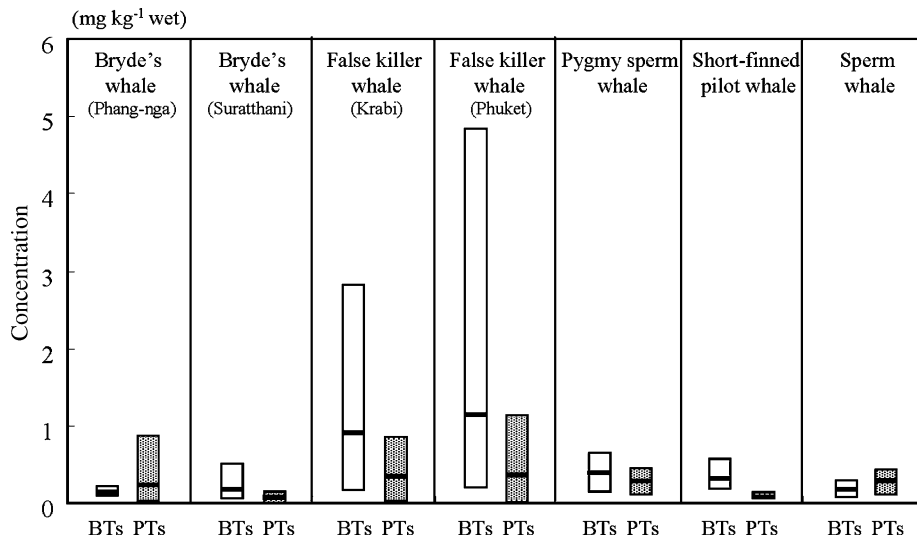 (mg kg-1 wet)
6
5
4
3
2
1
0
Concentration
Bryde's
whale
(Phang-nga)
Bryde's
whale
(Suratthani)
False killer
whale
(Krabi)
False killer
whale
(Phuket)
Pygmy sperm
whale
Short-finned
pilot whale
Sperm
whale
BTs PTs
BTs PTs
BTs PTs
BTs PTs
BTs PTs
BTs PTs
BTs PTs